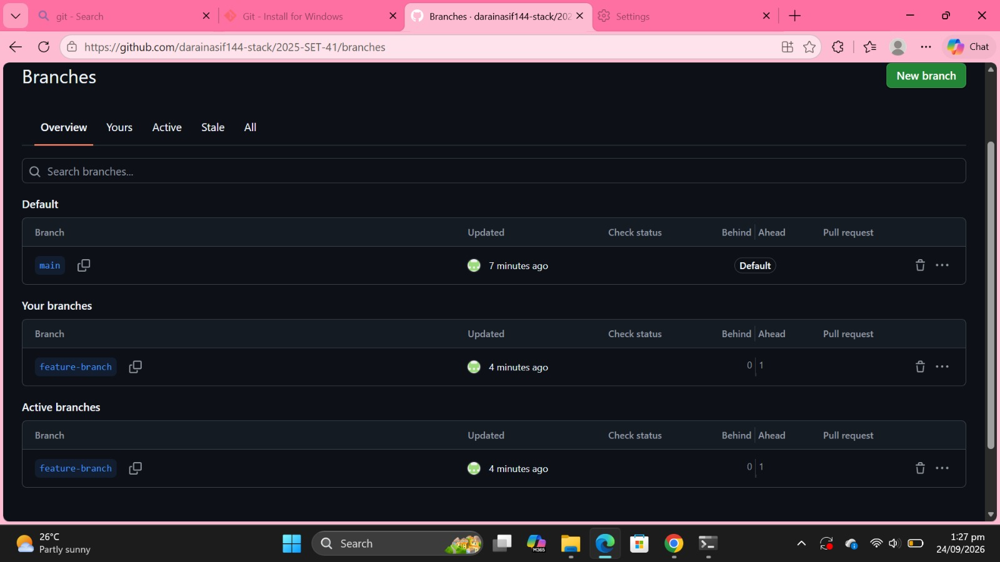 git - Search
Git - Install for Windows
Branches · darainasif144-stack/202
Settings
https://github.com/darainasif144-stack/2025-SET-41/branches
Chat
Branches
New branch
Overview Yours Active Stale All
Search branches...
Default
Branch Updated Check status Behind Ahead Pull request
main 7 minutes ago Default
Your branches
Branch Updated Check status Behind Ahead Pull request
feature-branch 4 minutes ago 0 1
Active branches
Branch Updated Check status Behind Ahead Pull request
feature-branch 4 minutes ago 0 1
26°C
Partly sunny
Search
M365
1:27 pm
24/09/2026